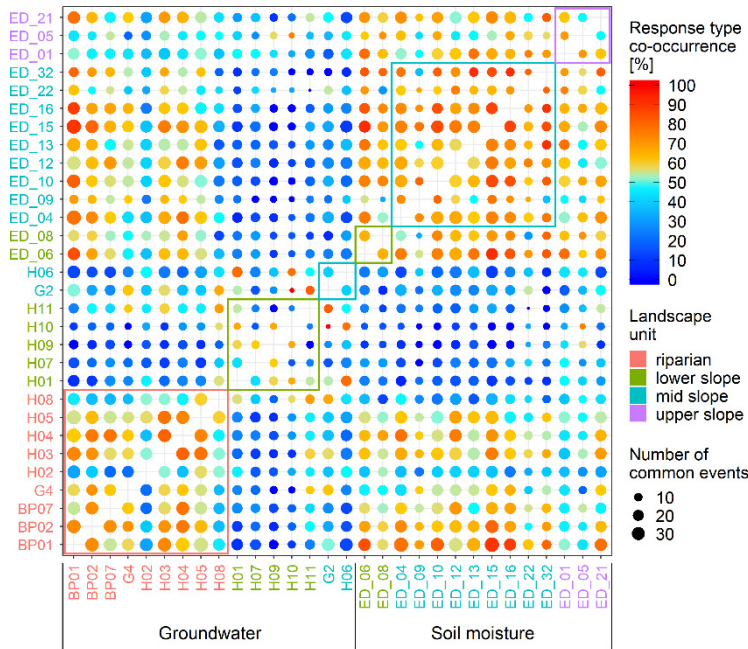 ED_21
ED_05
ED_01
ED_32
ED_22
ED_16
ED_15
ED_13
ED_12
ED_10
ED_09
ED_04
ED_08
ED_06
H06
G2
H11
H10
H09
H07
H01
H08
H05
H04
H03
H02
G4
BP07
BP02
BP01
BP01 BP02 BP07 G4 H02 H03 H04 H05 H08 H01 H07 H09 H10 H11 G2 H06 ED_06 ED_08 ED_04 ED_09 ED_10 ED_12 ED_13 ED_15 ED_16 ED_22 ED_32 ED_01 ED_05 ED_21
Groundwater Soil moisture
Response type
co-occurrence
[%]
100
90
80
70
60
50
40
30
20
10
0
Landscape
unit
riparian
lower slope
mid slope
upper slope
Number of
common events
10
20
30